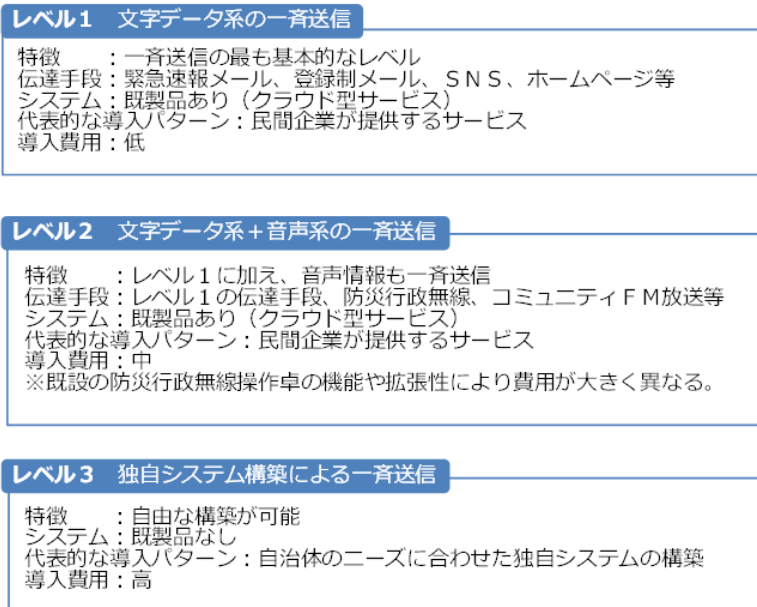 レベル１　文字データ系の一斉送信
特徴　　　：一斉送信の最も基本的なレベル
伝達手段：緊急速報メール、登録制メール、ＳＮＳ、ホームページ等
システム：既製品あり（クラウド型サービス）
代表的な導入パターン：民間企業が提供するサービス
導入費用：低
レベル２　文字データ系＋音声系の一斉送信
特徴　　　：レベル１に加え、音声情報も一斉送信
伝達手段：レベル１の伝達手段、防災行政無線、コミュニティＦＭ放送等
システム：既製品あり（クラウド型サービス）
代表的な導入パターン：民間企業が提供するサービス
導入費用：中
※既設の防災行政無線操作卓の機能や拡張性により費用が大きく異なる。
レベル３　独自システム構築による一斉送信
特徴　　　：自由な構築が可能
システム：既製品なし
代表的な導入パターン：自治体のニーズに合わせた独自システムの構築
導入費用：高